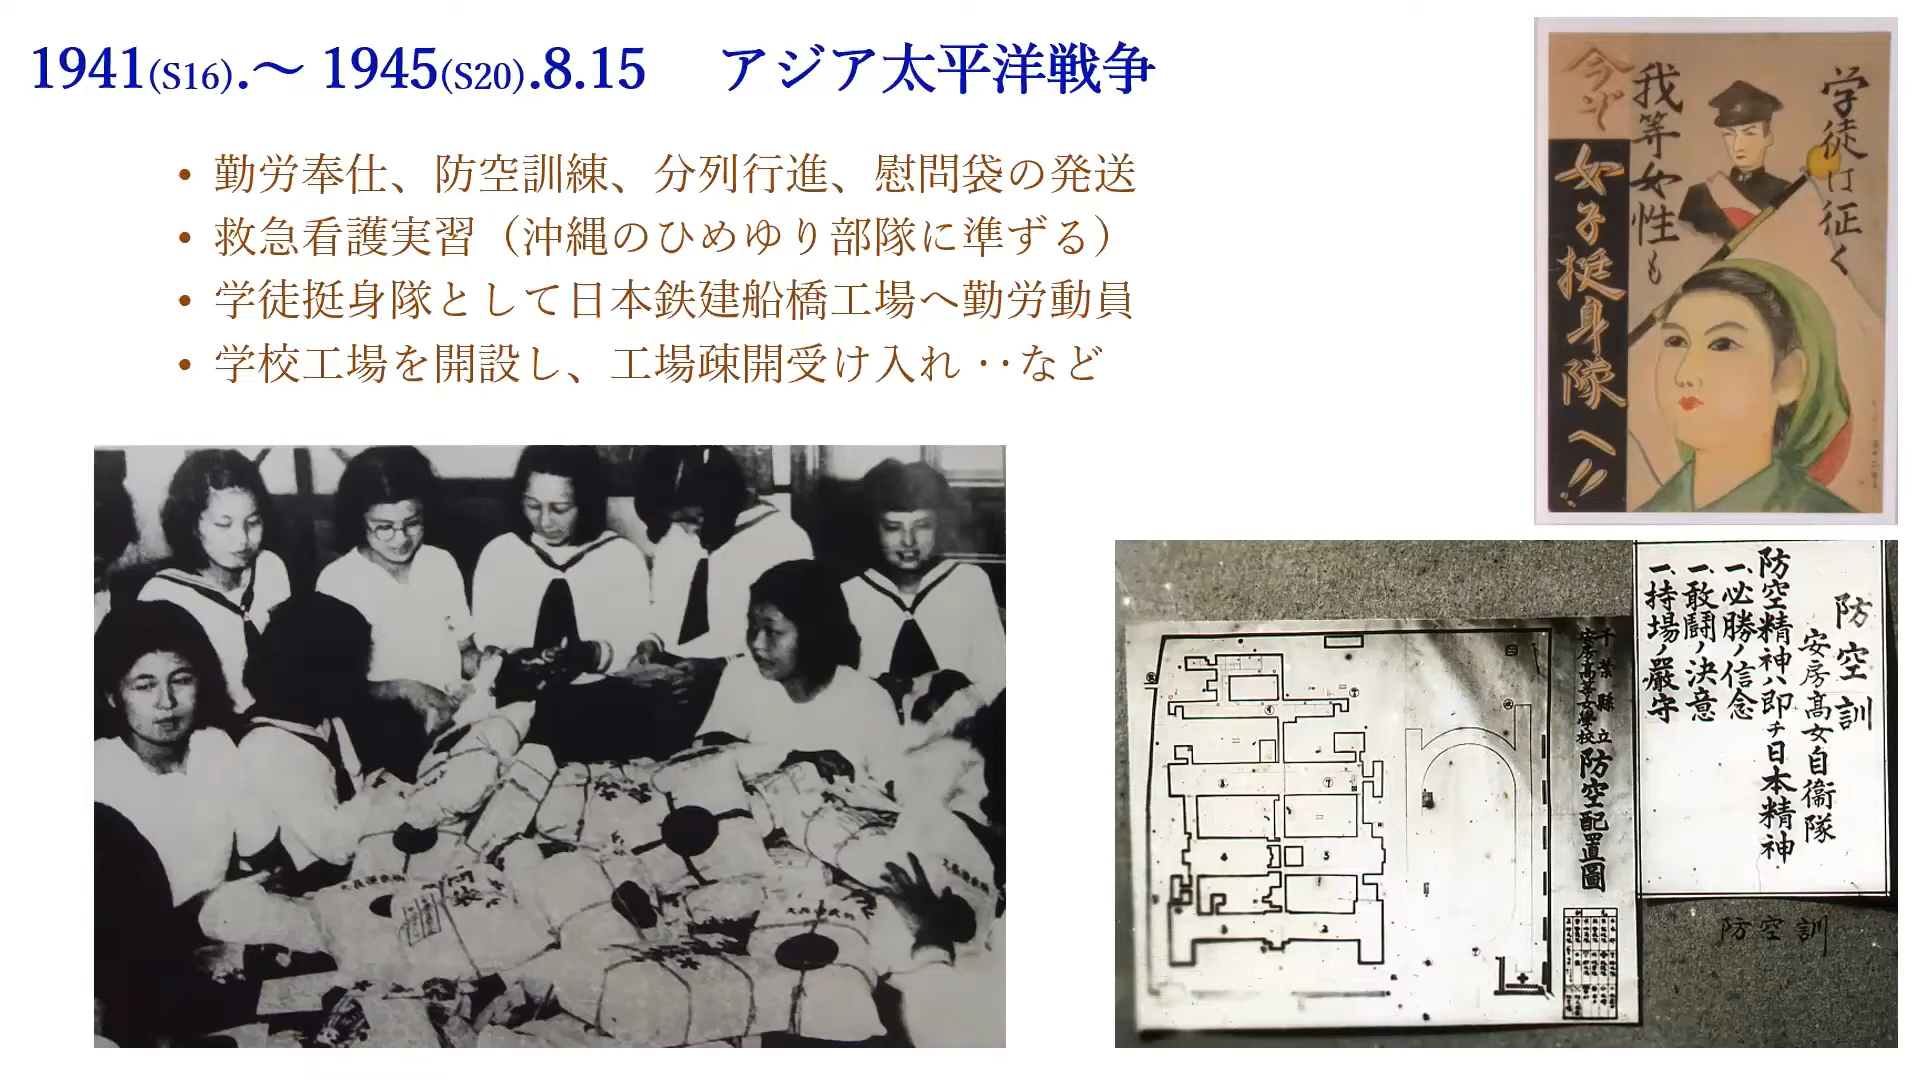 1941(S16).～ 1945(S20).8.15　アジア太平洋戦争
• 勤労奉仕、防空訓練、分列行進、慰問袋の発送
• 救急看護実習（沖縄のひめゆり部隊に準ずる）
• 学徒挺身隊として日本鉄建船橋工場へ勤労動員
• 学校工場を開設し、工場疎開受け入れ ‥など
学徒は征く
我等女性も
今ぞ
女子挺身隊へ!!
防空訓
安房高女自衞隊
防空精神ハ即チ日本精神
一、必勝ノ信念
一、敢闘ノ決意
一、持場ノ嚴守
千葉縣立
安房高等女學校
防空配置圖
防空訓